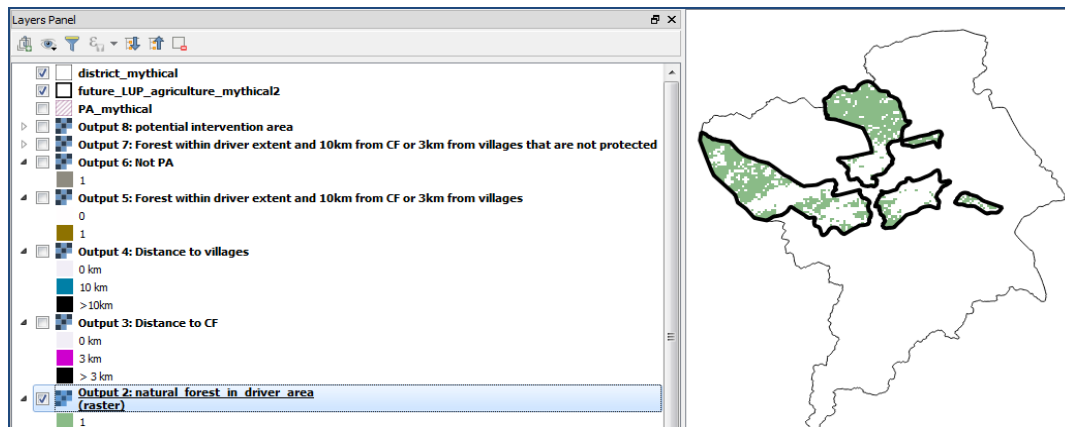 Layers Panel
district_mythical
future_LUP_agriculture_mythical2
PA_mythical
Output 8: potential intervention area
Output 7: Forest within driver extent and 10km from CF or 3km from villages that are not protected
Output 6: Not PA
1
Output 5: Forest within driver extent and 10km from CF or 3km from villages
0
1
Output 4: Distance to villages
0 km
10 km
>10km
Output 3: Distance to CF
0 km
3 km
> 3 km
Output 2: natural_forest_in_driver_area
(raster)
1